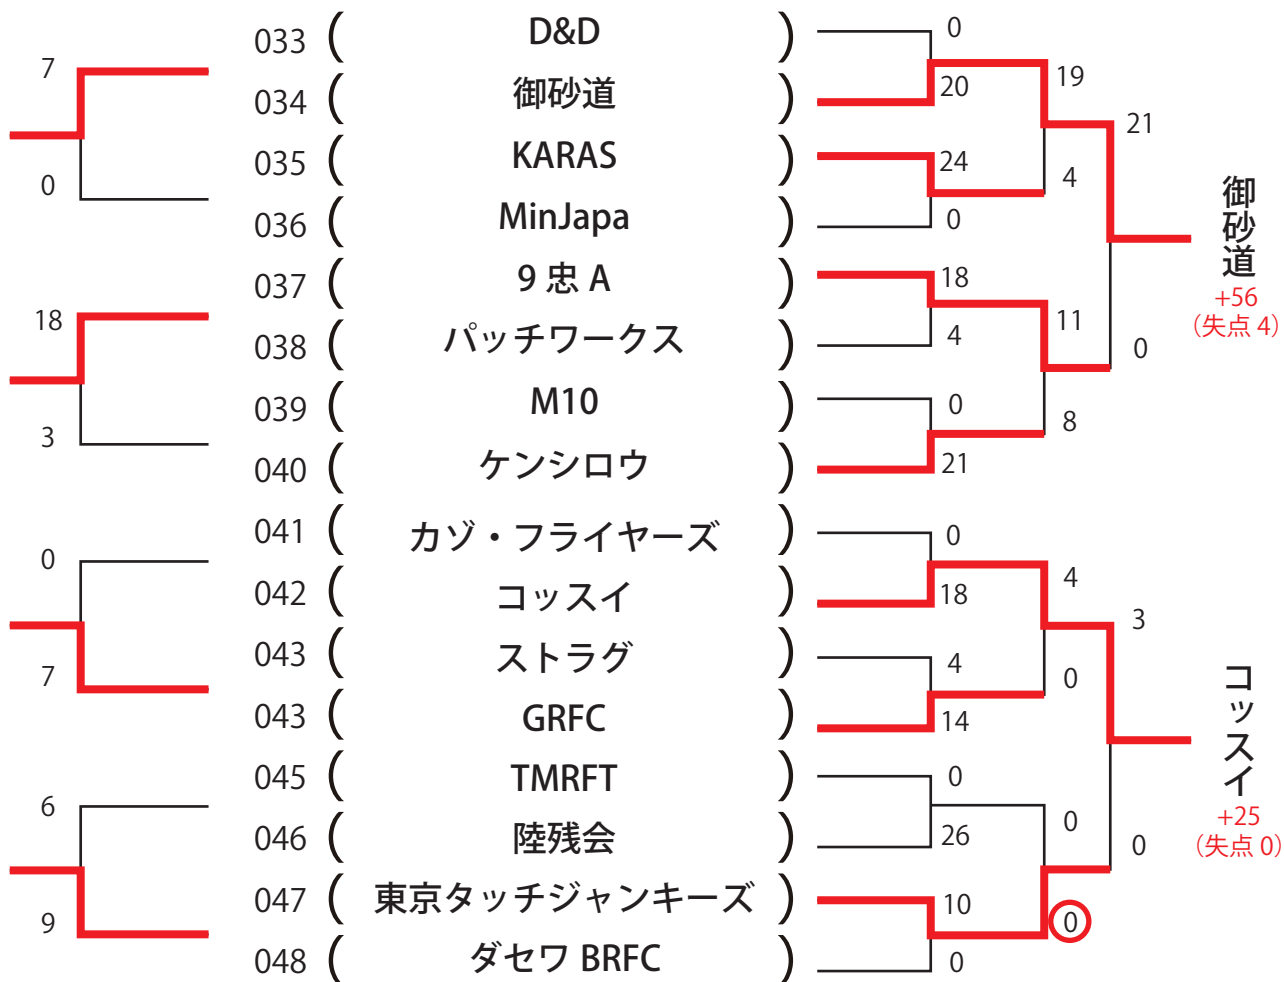 033 ( D&D ) 0
7 034 ( 御砂道 ) 20 19
21
035 ( KARAS ) 24 4
0 036 ( MinJapa ) 0
御砂道
+56
（失点 4）
037 ( 9 忠 A ) 18
18 038 ( パッチワークス ) 4 11
0
039 ( M10 ) 0 8
3 040 ( ケンシロウ ) 21
041 ( カゾ・フライヤーズ ) 0
0 042 ( コッスイ ) 18 4
3
043 ( ストラグ ) 4 0
7 043 ( GRFC ) 14
コッスイ
+25
（失点 0）
045 ( TMRFT ) 0
6 046 ( 陸残会 ) 26 0
0
047 ( 東京タッチジャンキーズ ) 10 0
9 048 ( ダセワ BRFC ) 0